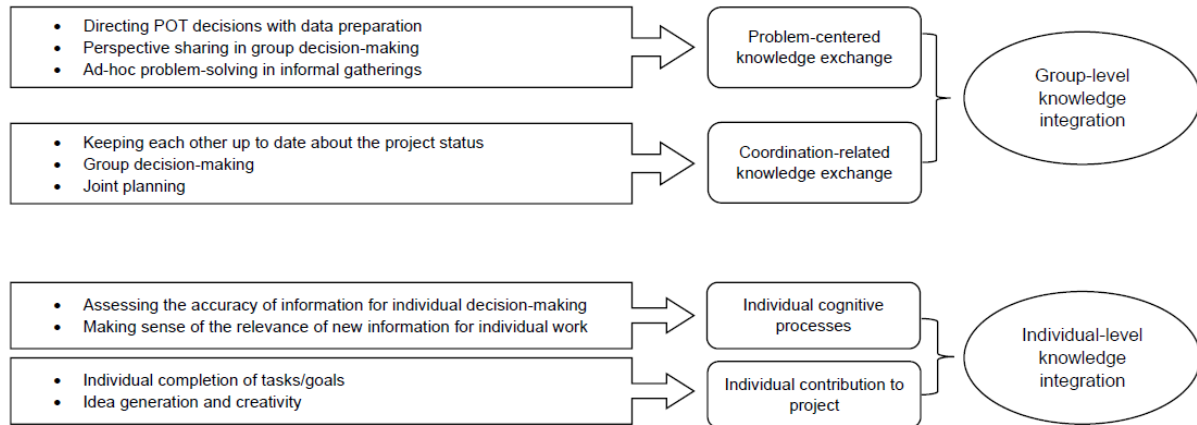 • Directing POT decisions with data preparation
• Perspective sharing in group decision-making
• Ad-hoc problem-solving in informal gatherings
Problem-centered
knowledge exchange
Group-level
knowledge
integration
• Keeping each other up to date about the project status
• Group decision-making
• Joint planning
Coordination-related
knowledge exchange
• Assessing the accuracy of information for individual decision-making
• Making sense of the relevance of new information for individual work
Individual cognitive
processes
Individual-level
knowledge
integration
• Individual completion of tasks/goals
• Idea generation and creativity
Individual contribution to
project